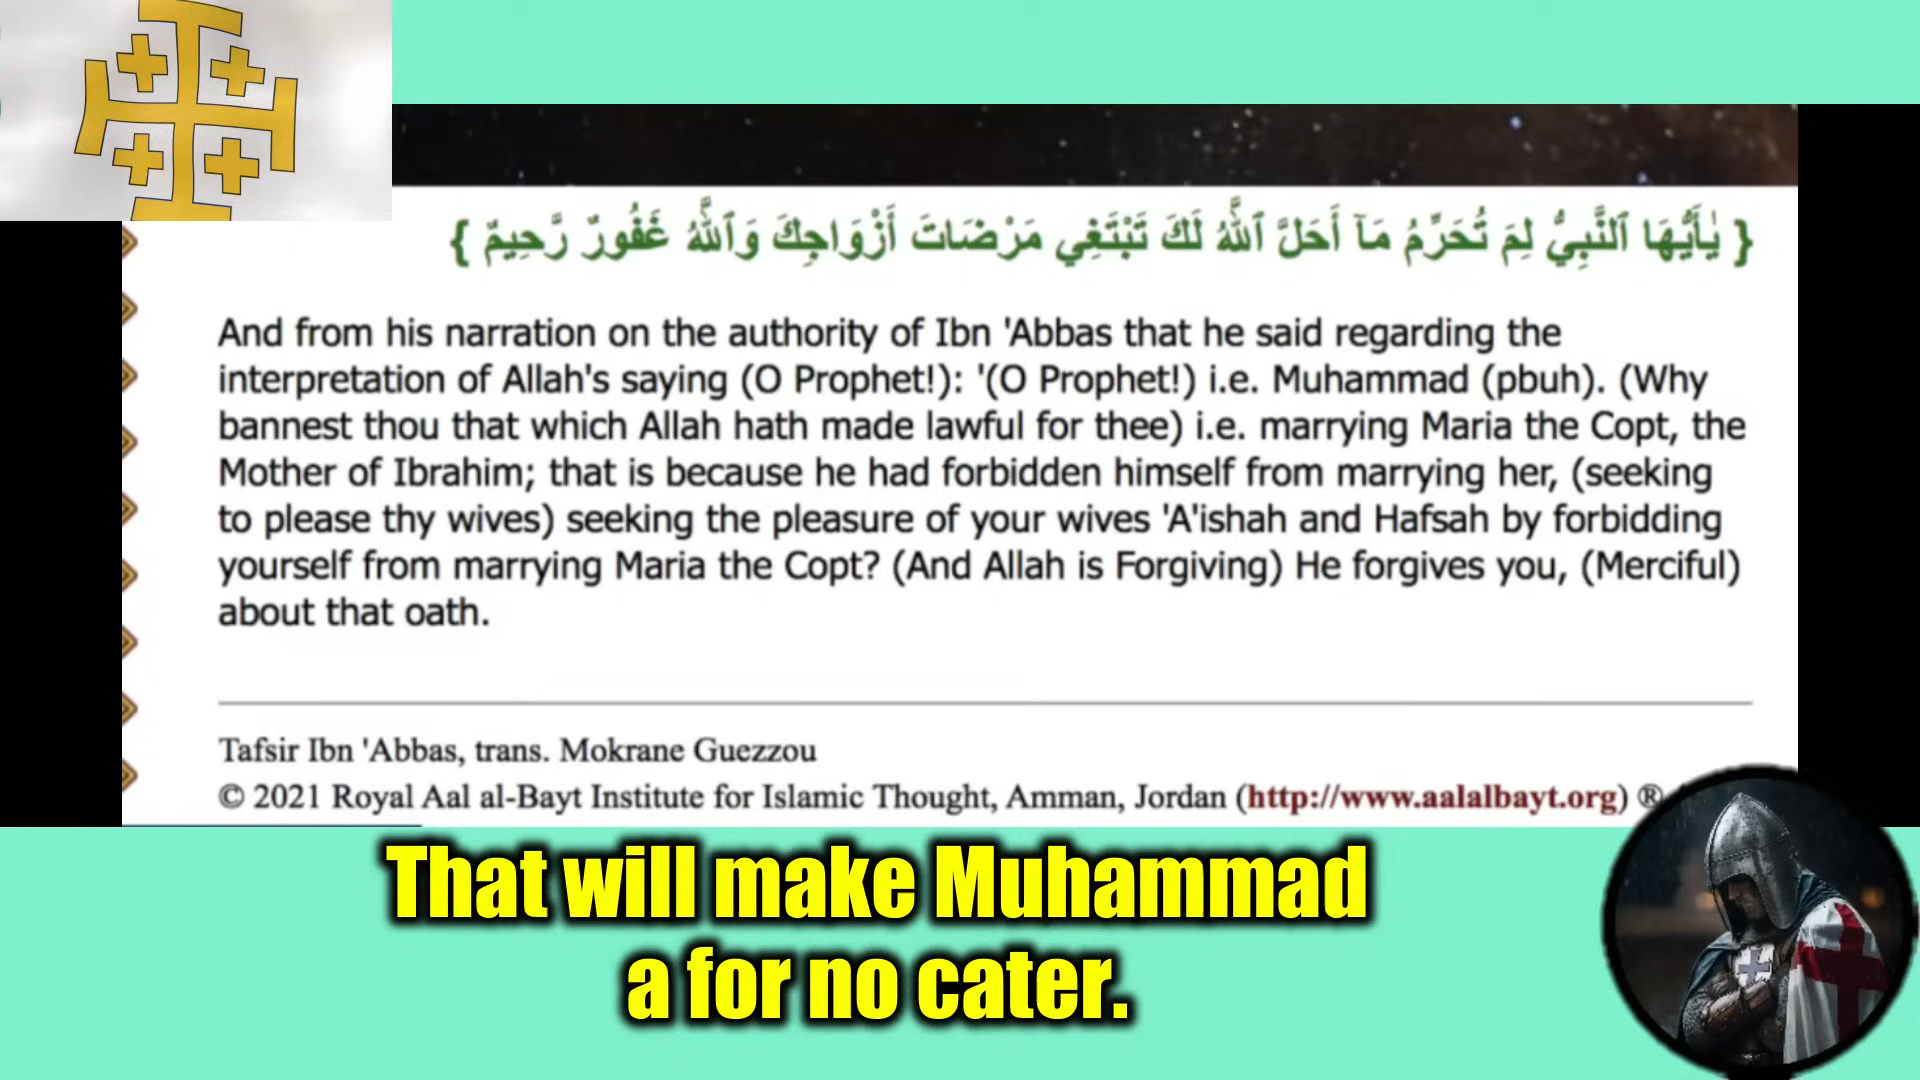 { يٰأَيُّهَا ٱلنَّبِيُّ لِمَ تُحَرِّمُ مَآ أَحَلَّ ٱللَّهُ لَكَ تَبْتَغِي مَرْضَاتَ أَزْوَاجِكَ وَٱللَّهُ غَفُورٌ رَّحِيمٌ }
And from his narration on the authority of Ibn 'Abbas that he said regarding the
interpretation of Allah's saying (O Prophet!): '(O Prophet!) i.e. Muhammad (pbuh). (Why
bannest thou that which Allah hath made lawful for thee) i.e. marrying Maria the Copt, the
Mother of Ibrahim; that is because he had forbidden himself from marrying her, (seeking
to please thy wives) seeking the pleasure of your wives 'A'ishah and Hafsah by forbidding
yourself from marrying Maria the Copt? (And Allah is Forgiving) He forgives you, (Merciful)
about that oath.
Tafsir Ibn 'Abbas, trans. Mokrane Guezzou
© 2021 Royal Aal al-Bayt Institute for Islamic Thought, Amman, Jordan (http://www.aalalbayt.org) ®
That will make Muhammad
a for no cater.